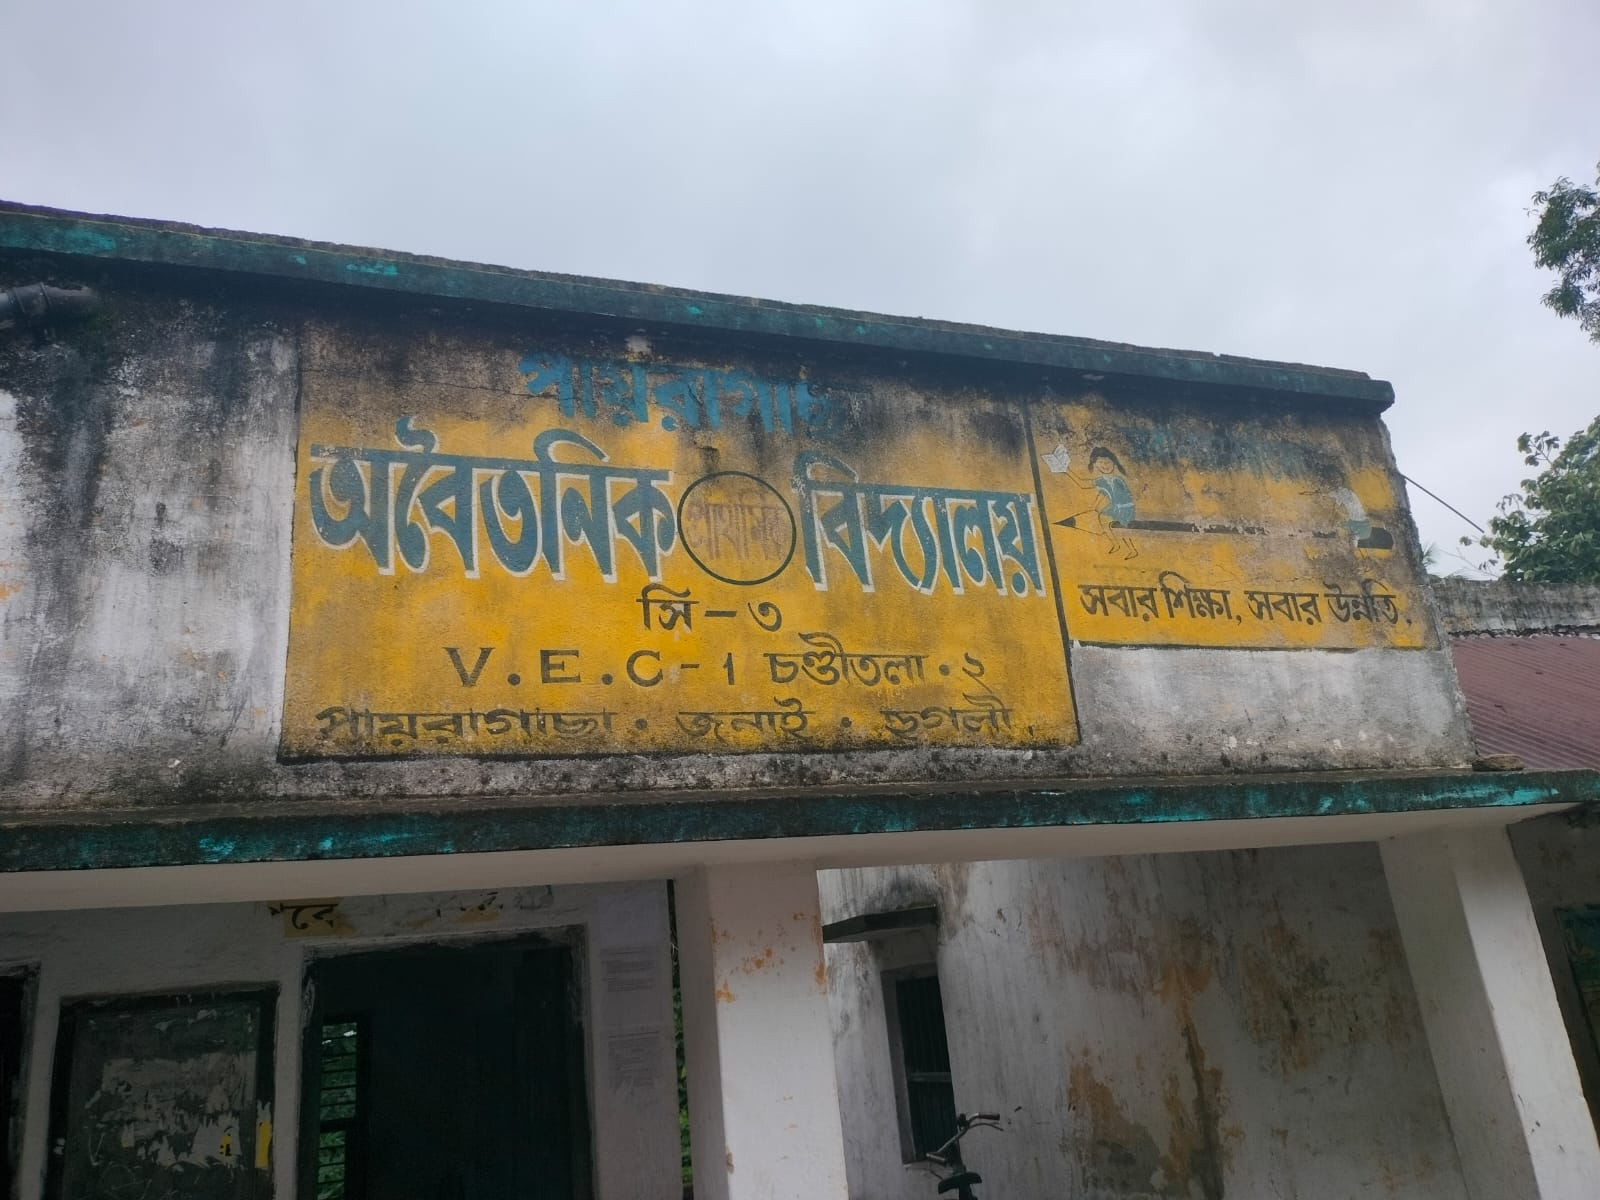 পায়রাগাছা
অবৈতনিক প্রাথমিক বিদ্যালয়
সি - ৩
V.E.C - 1 চণ্ডীতলা • ২
পায়রাগাছা • জনাই • হুগলী.
সবার শিক্ষা, সবার উন্নতি.